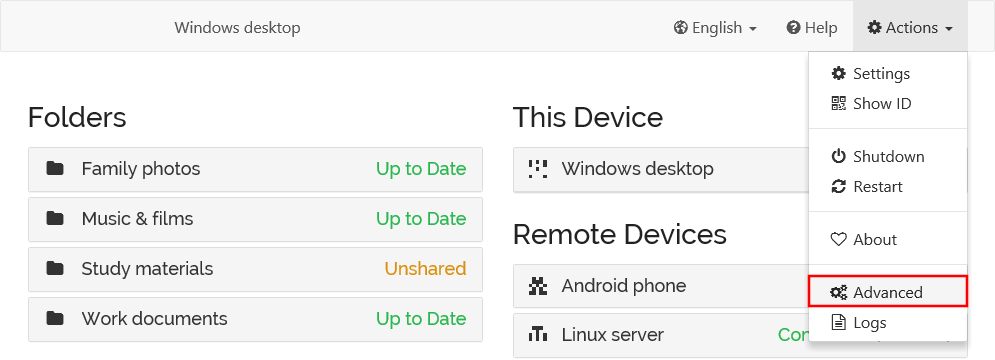 Windows desktop
English
Help
Actions
Settings
Show ID
Shutdown
Restart
About
Advanced
Logs
Folders
Family photos Up to Date
Music & films Up to Date
Study materials Unshared
Work documents Up to Date
This Device
Windows desktop
Remote Devices
Android phone
Linux server